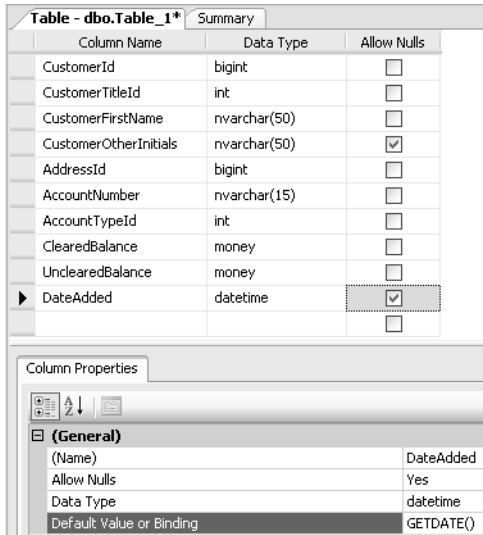 Table - dbo.Table_1* Summary
Column Name Data Type Allow Nulls
CustomerId bigint
CustomerTitleId int
CustomerFirstName nvarchar(50)
CustomerOtherInitials nvarchar(50)
AddressId bigint
AccountNumber nvarchar(15)
AccountTypeId int
ClearedBalance money
UnclearedBalance money
DateAdded datetime
Column Properties
(General)
(Name) DateAdded
Allow Nulls Yes
Data Type datetime
Default Value or Binding GETDATE()